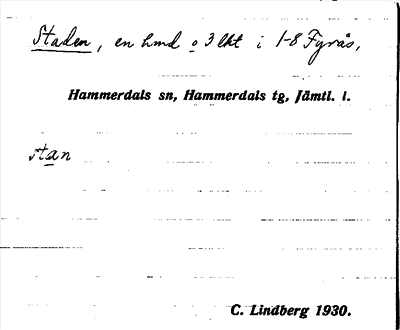 Staden, en hmd o 3 lht i 1-8 Fyrås,
Hammerdals sn, Hammerdals tg, Jämtl. l.
stan
C. Lindberg 1930.